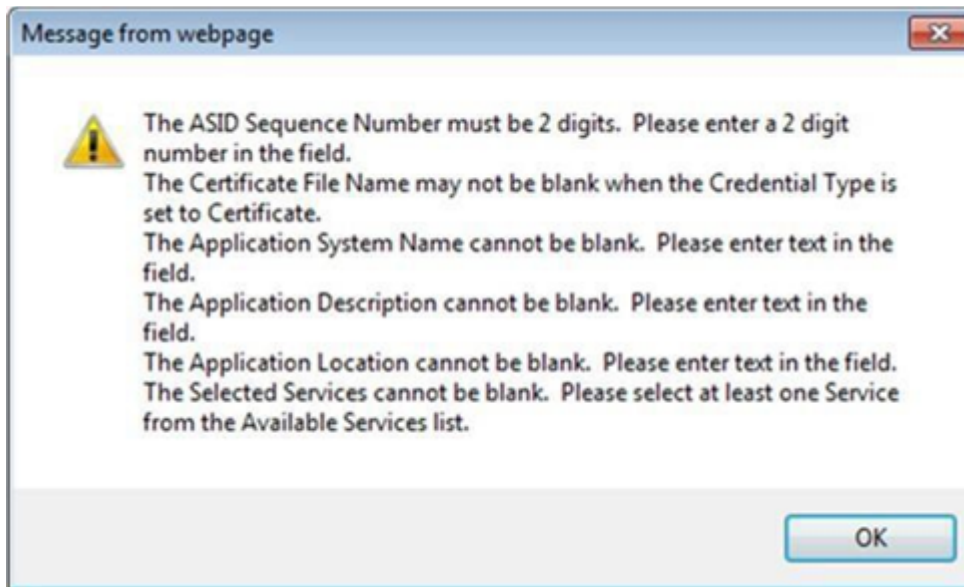 Message from webpage
The ASID Sequence Number must be 2 digits.  Please enter a 2 digit
number in the field.
The Certificate File Name may not be blank when the Credential Type is
set to Certificate.
The Application System Name cannot be blank.  Please enter text in the
field.
The Application Description cannot be blank.  Please enter text in the
field.
The Application Location cannot be blank.  Please enter text in the field.
The Selected Services cannot be blank.  Please select at least one Service
from the Available Services list.
OK